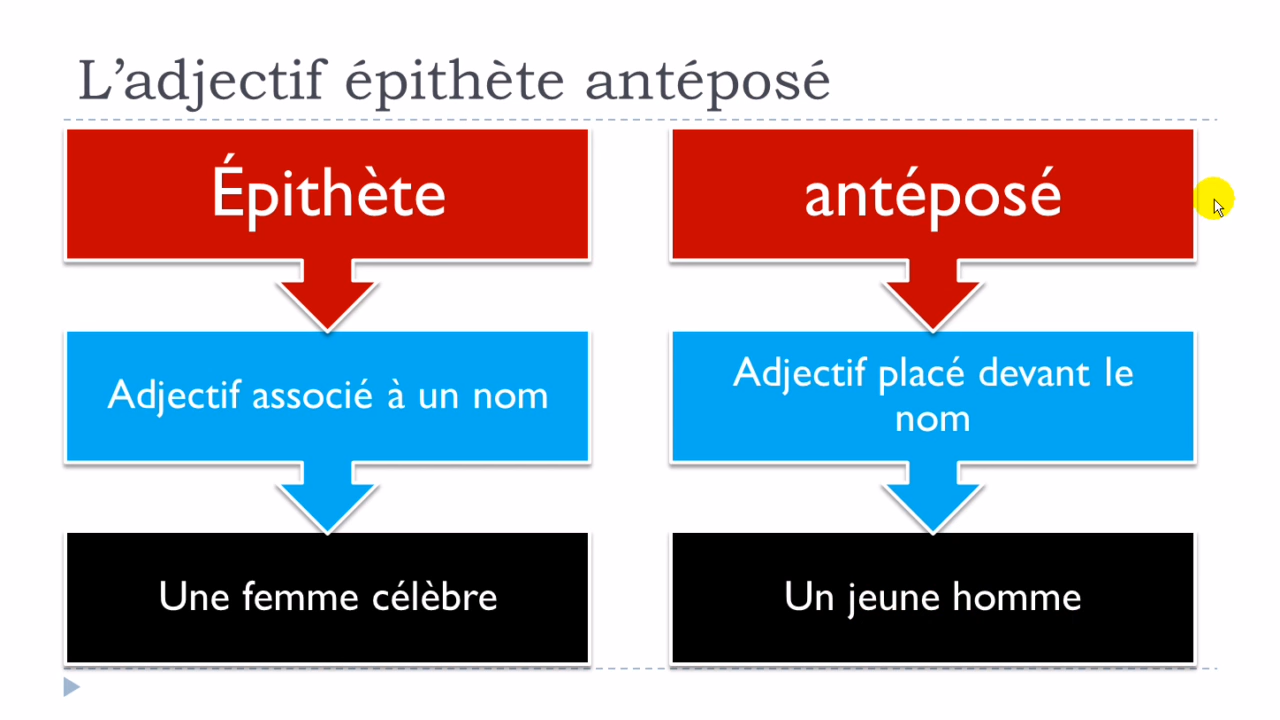 L’adjectif épithète antéposé
Épithète
Adjectif associé à un nom
Une femme célèbre
antéposé
Adjectif placé devant le
nom
Un jeune homme